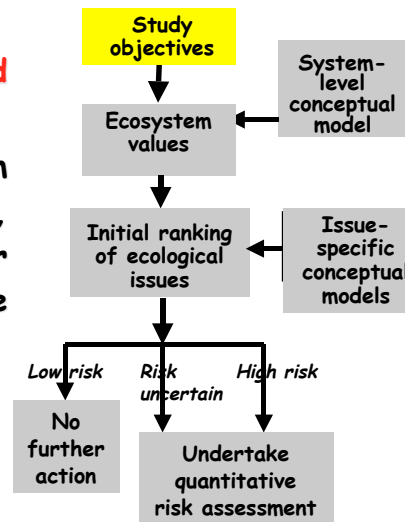 Study
objectives
System-
level
conceptual
model
Ecosystem
values
Initial ranking
of ecological
issues
Issue-
specific
conceptual
models
Low risk
Risk
uncertain
High risk
No
further
action
Undertake
quantitative
risk assessment